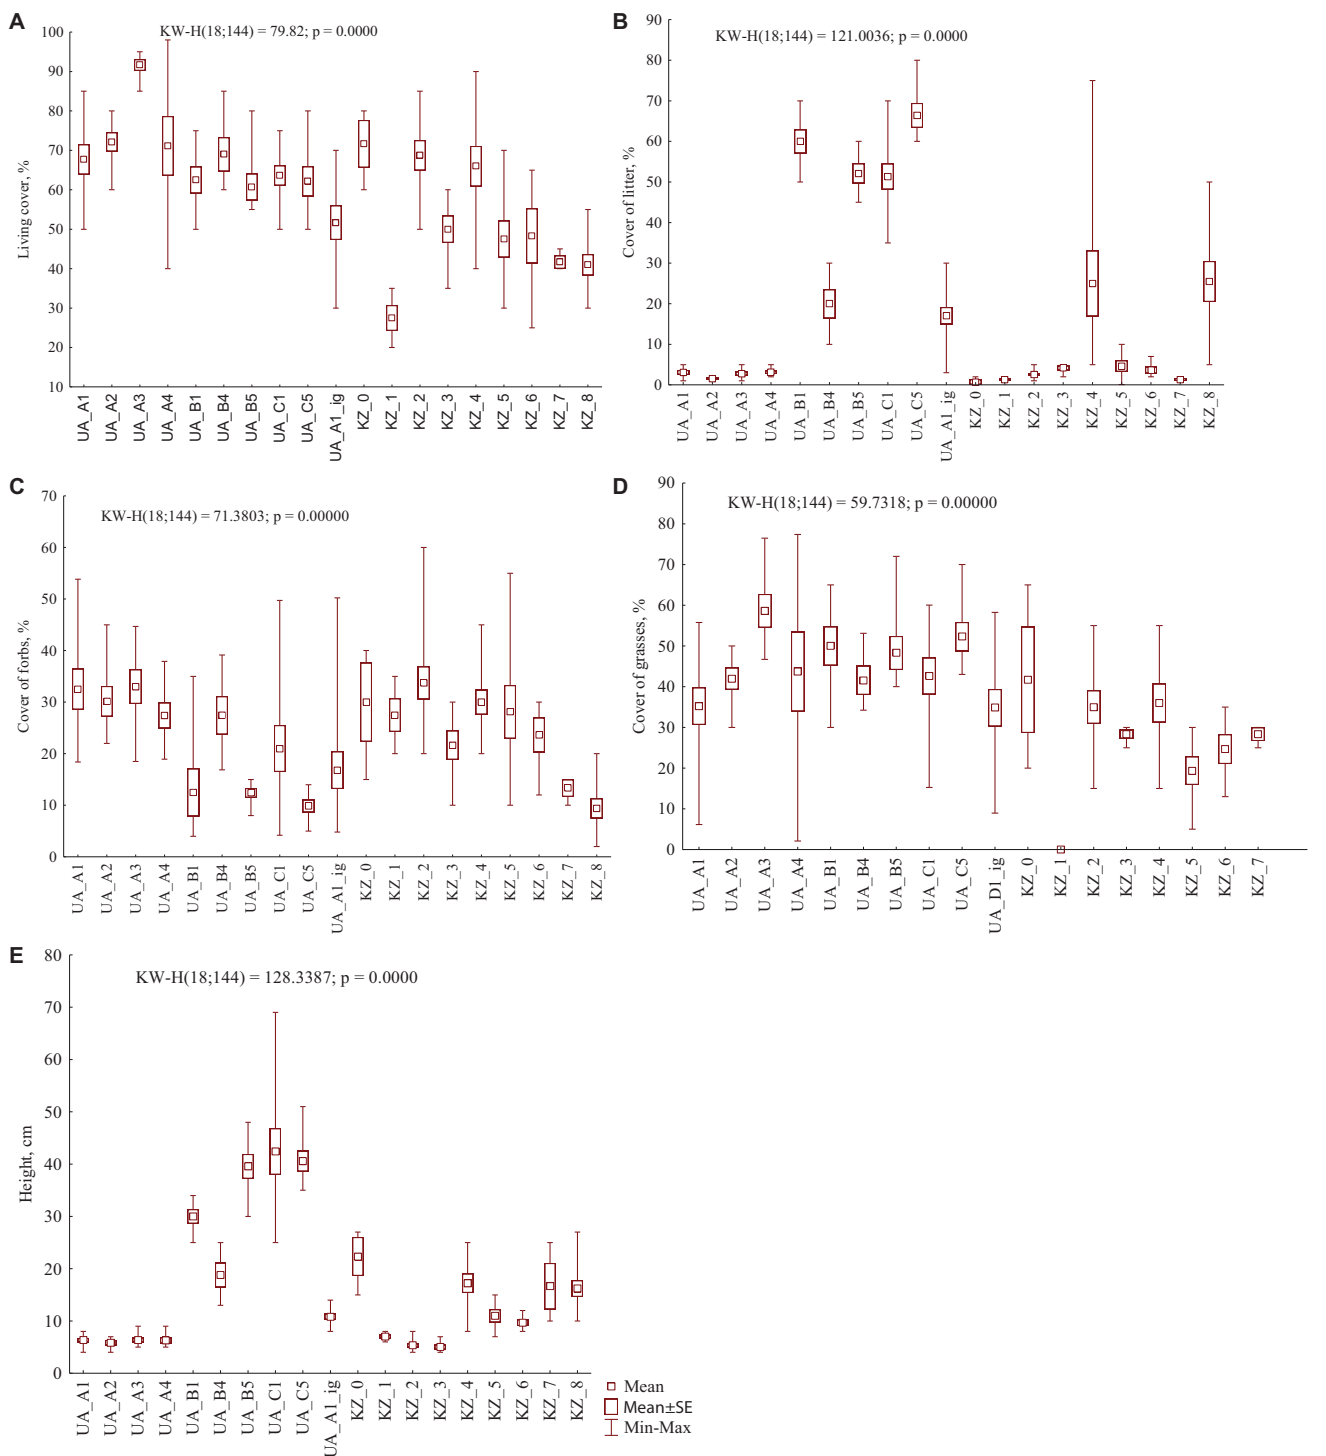 A
KW-H(18;144) = 79.82; p = 0.0000
Living cover, %
100
90
80
70
60
50
40
30
20
10
UA_A1
UA_A2
UA_A3
UA_A4
UA_B1
UA_B4
UA_B5
UA_C1
UA_C5
UA_A1_ig
KZ_0
KZ_1
KZ_2
KZ_3
KZ_4
KZ_5
KZ_6
KZ_7
KZ_8
B
KW-H(18;144) = 121.0036; p = 0.0000
Cover of litter, %
90
80
70
60
50
40
30
20
10
0
UA_A1
UA_A2
UA_A3
UA_A4
UA_B1
UA_B4
UA_B5
UA_C1
UA_C5
UA_A1_ig
KZ_0
KZ_1
KZ_2
KZ_3
KZ_4
KZ_5
KZ_6
KZ_7
KZ_8
C
KW-H(18;144) = 71.3803; p = 0.00000
Cover of forbs, %
70
60
50
40
30
20
10
0
UA_A1
UA_A2
UA_A3
UA_A4
UA_B1
UA_B4
UA_B5
UA_C1
UA_C5
UA_A1_ig
KZ_0
KZ_1
KZ_2
KZ_3
KZ_4
KZ_5
KZ_6
KZ_7
KZ_8
D
KW-H(18;144) = 59.7318; p = 0.00000
Cover of grasses, %
90
80
70
60
50
40
30
20
10
0
UA_A1
UA_A2
UA_A3
UA_A4
UA_B1
UA_B4
UA_B5
UA_C1
UA_C5
UA_D1_ig
KZ_0
KZ_1
KZ_2
KZ_3
KZ_4
KZ_5
KZ_6
KZ_7
E
KW-H(18;144) = 128.3387; p = 0.0000
Height, cm
80
70
60
50
40
30
20
10
0
UA_A1
UA_A2
UA_A3
UA_A4
UA_B1
UA_B4
UA_B5
UA_C1
UA_C5
UA_A1_ig
KZ_0
KZ_1
KZ_2
KZ_3
KZ_4
KZ_5
KZ_6
KZ_7
KZ_8
Mean
Mean±SE
Min-Max